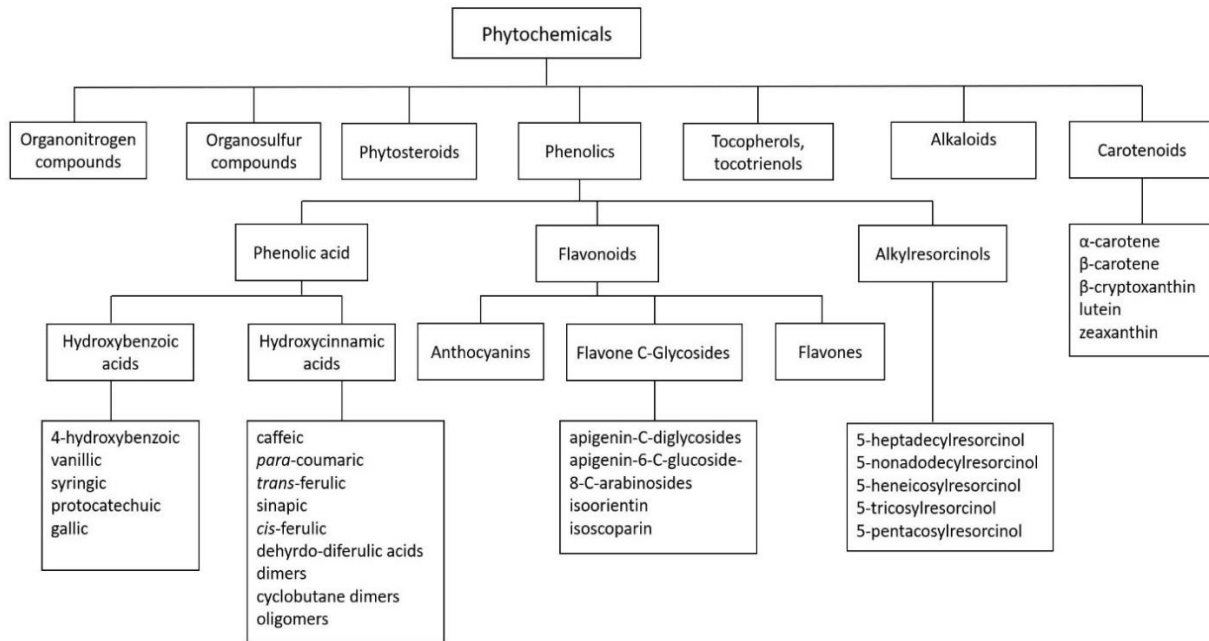 Phytochemicals
Organonitrogen
compounds
Organosulfur
compounds
Phytosteroids
Phenolics
Tocopherols,
tocotrienols
Alkaloids
Carotenoids
Phenolic acid
Flavonoids
Alkylresorcinols
α-carotene
β-carotene
β-cryptoxanthin
lutein
zeaxanthin
Hydroxybenzoic
acids
Hydroxycinnamic
acids
Anthocyanins
Flavone C-Glycosides
Flavones
4-hydroxybenzoic
vanillic
syringic
protocatechuic
gallic
caffeic
para-coumaric
trans-ferulic
sinapic
cis-ferulic
dehyrdo-diferulic acids
dimers
cyclobutane dimers
oligomers
apigenin-C-diglycosides
apigenin-6-C-glucoside-
8-C-arabinosides
isoorientin
isoscoparin
5-heptadecylresorcinol
5-nonadodecylresorcinol
5-heneicosylresorcinol
5-tricosylresorcinol
5-pentacosylresorcinol